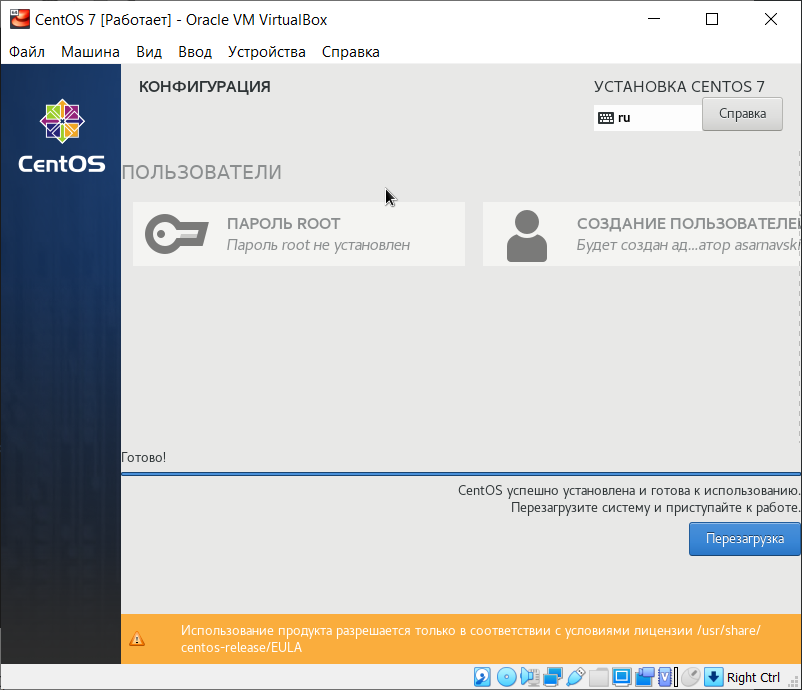 CentOS 7 [Работает] - Oracle VM VirtualBox
Файл Машина Вид Ввод Устройства Справка
КОНФИГУРАЦИЯ
УСТАНОВКА CENTOS 7
ru
Справка
CentOS
ПОЛЬЗОВАТЕЛИ
ПАРОЛЬ ROOT
Пароль root не установлен
СОЗДАНИЕ ПОЛЬЗОВАТЕЛЕ
Будет создан ад...атор asarnavski
Готово!
CentOS успешно установлена и готова к использованию.
Перезагрузите систему и приступайте к работе.
Перезагрузка
Использование продукта разрешается только в соответствии с условиями лицензии /usr/share/
centos-release/EULA
Right Ctrl